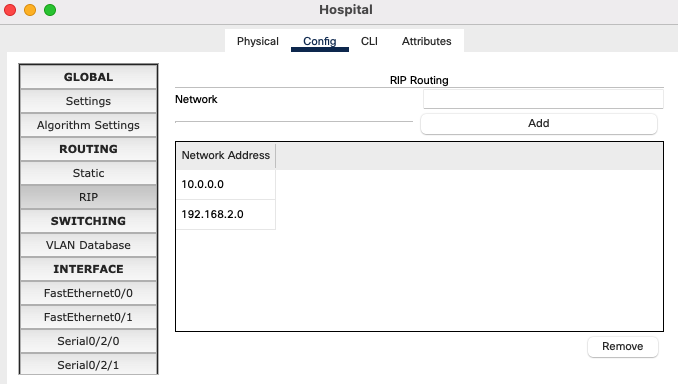 Hospital
Physical Config CLI Attributes
GLOBAL
Settings
Algorithm Settings
ROUTING
Static
RIP
SWITCHING
VLAN Database
INTERFACE
FastEthernet0/0
FastEthernet0/1
Serial0/2/0
Serial0/2/1
RIP Routing
Network
Add
Network Address
10.0.0.0
192.168.2.0
Remove